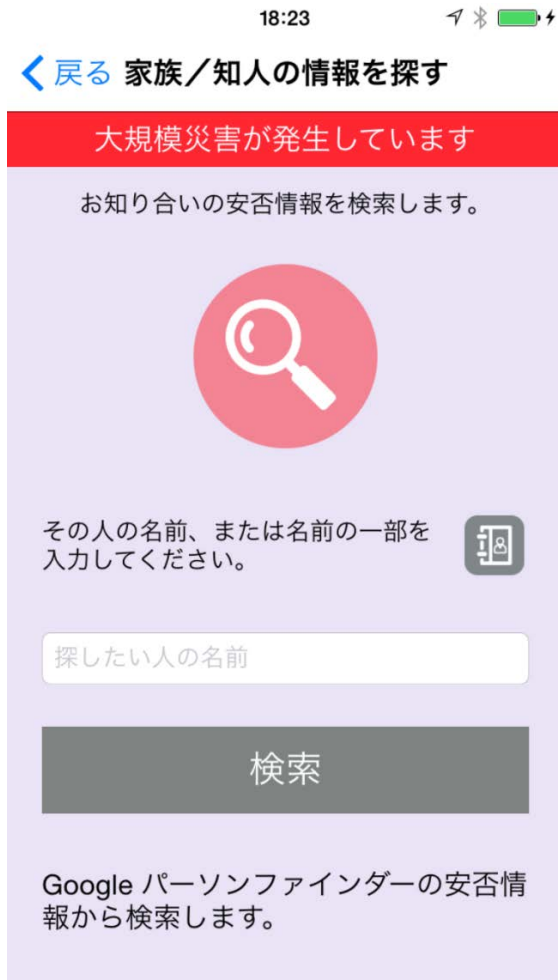 18:23
戻る 家族／知人の情報を探す
大規模災害が発生しています
お知り合いの安否情報を検索します。
その人の名前、または名前の一部を
入力してください。
探したい人の名前
検索
Google パーソンファインダーの安否情
報から検索します。